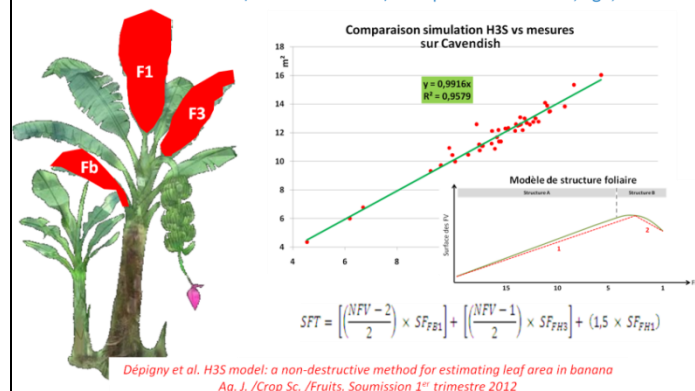 Comparaison simulation H3S vs mesures
sur Cavendish
m²
18
16
14
12
10
8
6
4
4 6 8 10 12
y = 0,9916x
R² = 0,9579
F1
F3
Fb
Modèle de structure foliaire
Structure A Structure B
Surface des FV
1 2
15 10 5 1
SFT = [((NFV − 2)/2) × SF_FB1] + [((NFV − 1)/2) × SF_FH3] + (1,5 × SF_FH1)
Dépigny et al. H3S model: a non-destructive method for estimating leaf area in banana
Ag. J. /Crop Sc. /Fruits. Soumission 1er trimestre 2012